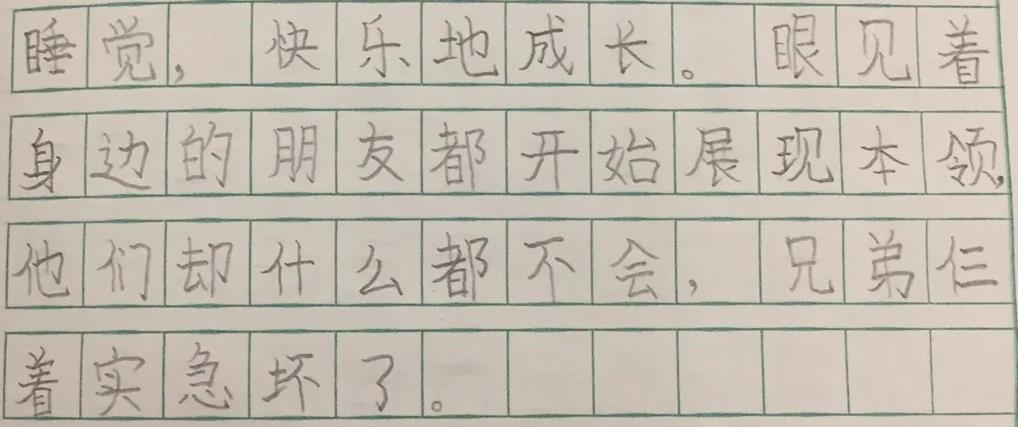 睡觉，快乐地成长。眼见着
身边的朋友都开始展现本领，
他们却什么都不会，兄弟仨
着实急坏了。